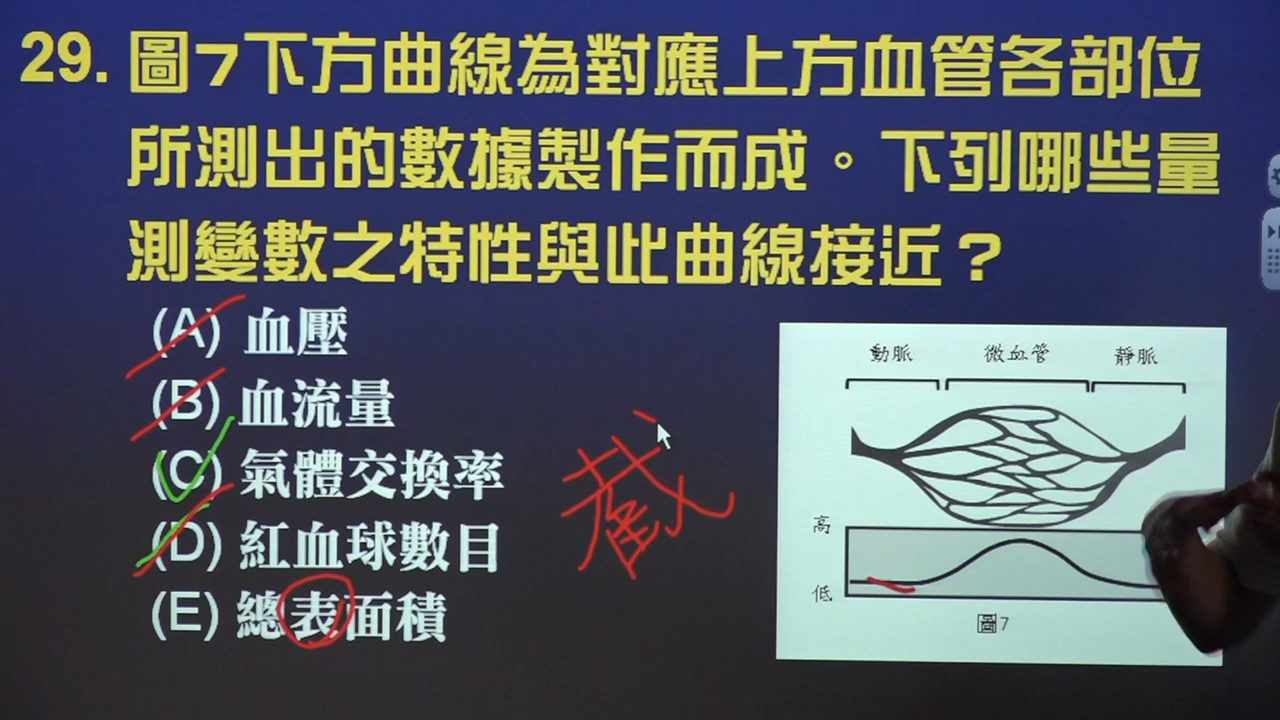 29. 圖7下方曲線為對應上方血管各部位
所測出的數據製作而成。下列哪些量
測變數之特性與此曲線接近？
(A) 血壓
(B) 血流量
(C) 氣體交換率
(D) 紅血球數目
(E) 總表面積
截
動脈 微血管 靜脈
高
低
圖7